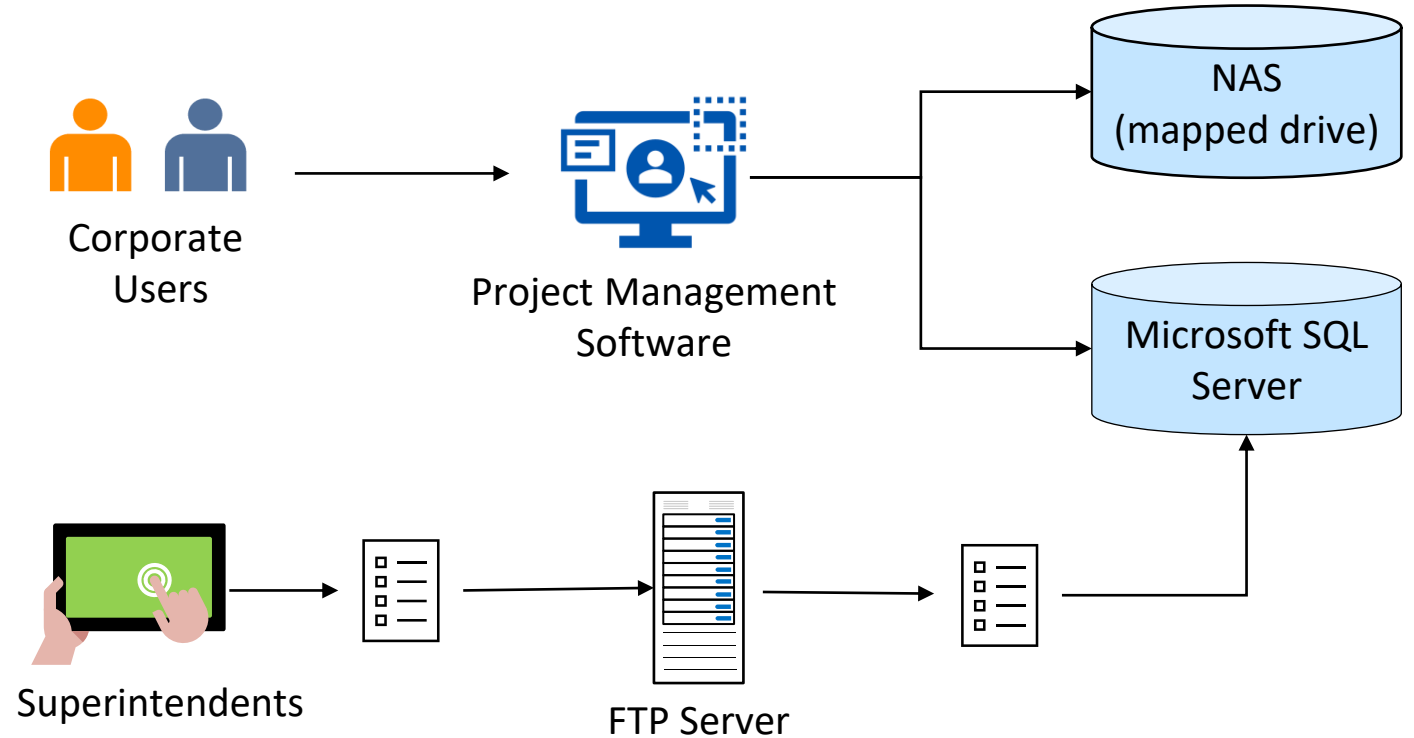 NAS
(mapped drive)
Corporate
Users
Project Management
Software
Microsoft SQL
Server
Superintendents
FTP Server